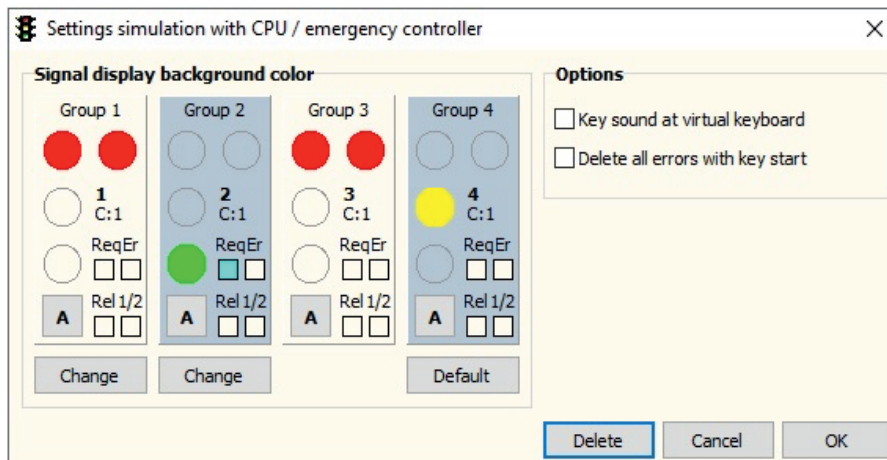 Settings simulation with CPU / emergency controller
Signal display background color
Group 1
1
C:1
ReqEr
A
Rel 1/2
Change
Group 2
2
C:1
ReqEr
A
Rel 1/2
Change
Group 3
3
C:1
ReqEr
A
Rel 1/2
Group 4
4
C:1
ReqEr
A
Rel 1/2
Default
Options
Key sound at virtual keyboard
Delete all errors with key start
Delete
Cancel
OK